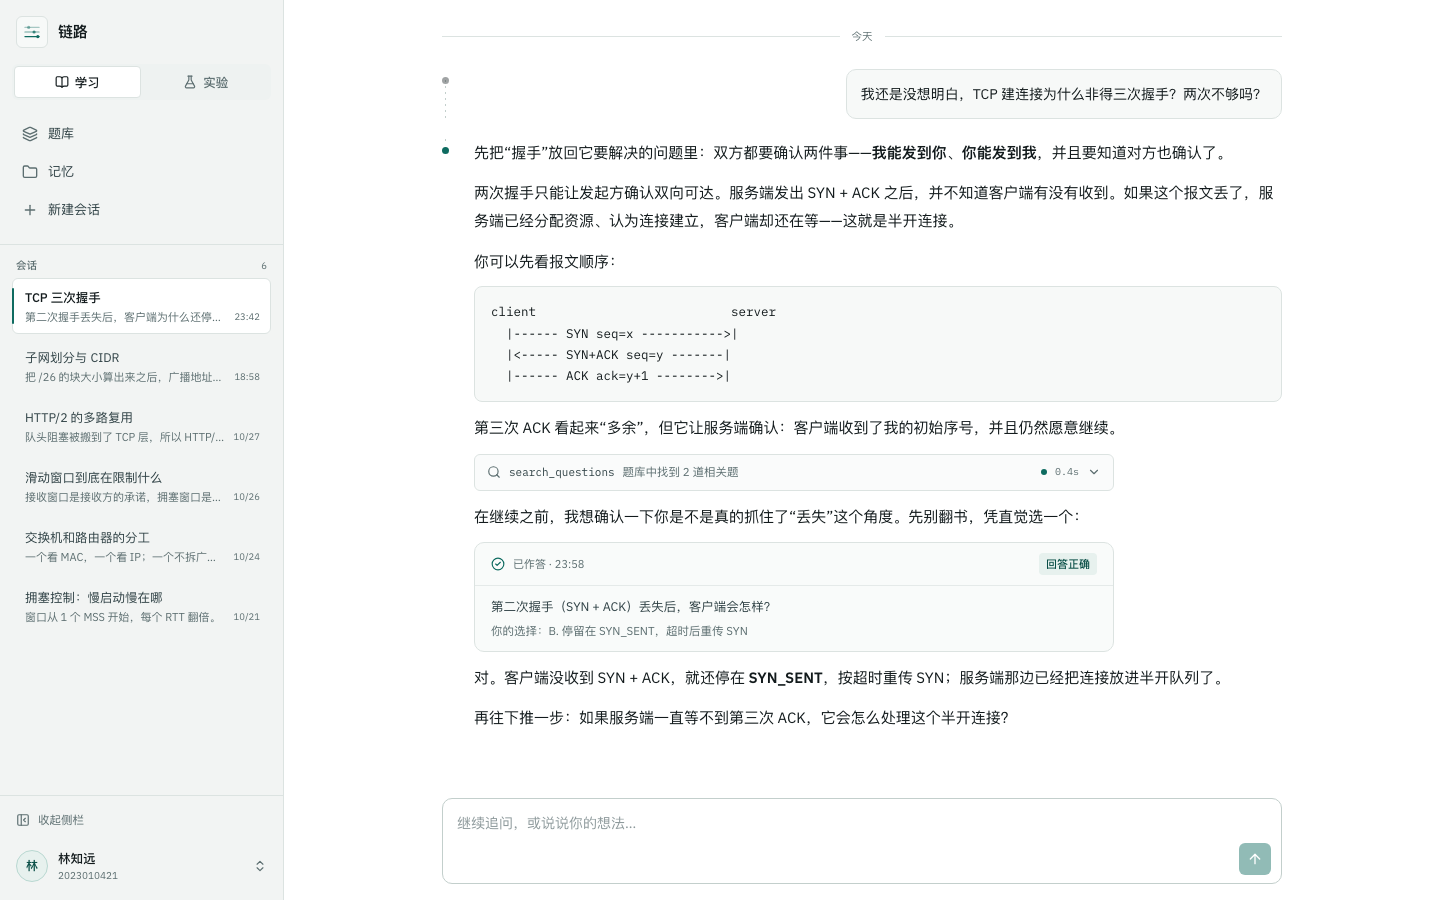 链路
学习
实验
题库
记忆
新建会话
会话
6
TCP 三次握手
第二次握手丢失后，客户端为什么还停...
23:42
子网划分与 CIDR
把 /26 的块大小算出来之后，广播地址...
18:58
HTTP/2 的多路复用
队头阻塞被搬到了 TCP 层，所以 HTTP/...
10/27
滑动窗口到底在限制什么
接收窗口是接收方的承诺，拥塞窗口是...
10/26
交换机和路由器的分工
一个看 MAC，一个看 IP；一个不拆广...
10/24
拥塞控制：慢启动慢在哪
窗口从 1 个 MSS 开始，每个 RTT 翻倍。
10/21
收起侧栏
林
林知远
2023010421
今天
我还是没想明白，TCP 建连接为什么非得三次握手？两次不够吗？
先把“握手”放回它要解决的问题里：双方都要确认两件事——我能发到你、你能发到我，并且要知道对方也确认了。
两次握手只能让发起方确认双向可达。服务端发出 SYN + ACK 之后，并不知道客户端有没有收到。如果这个报文丢了，服
务端已经分配资源、认为连接建立，客户端却还在等——这就是半开连接。
你可以先看报文顺序：
client                          server
  |------ SYN seq=x ----------->|
  |<----- SYN+ACK seq=y -------|
  |------ ACK ack=y+1 -------->|
第三次 ACK 看起来“多余”，但它让服务端确认：客户端收到了我的初始序号，并且仍然愿意继续。
search_questions 题库中找到 2 道相关题
0.4s
在继续之前，我想确认一下你是不是真的抓住了“丢失”这个角度。先别翻书，凭直觉选一个：
已作答 · 23:58
回答正确
第二次握手（SYN + ACK）丢失后，客户端会怎样？
你的选择：B. 停留在 SYN_SENT，超时后重传 SYN
对。客户端没收到 SYN + ACK，就还停在 SYN_SENT，按超时重传 SYN；服务端那边已经把连接放进半开队列了。
再往下推一步：如果服务端一直等不到第三次 ACK，它会怎么处理这个半开连接？
继续追问，或说说你的想法...